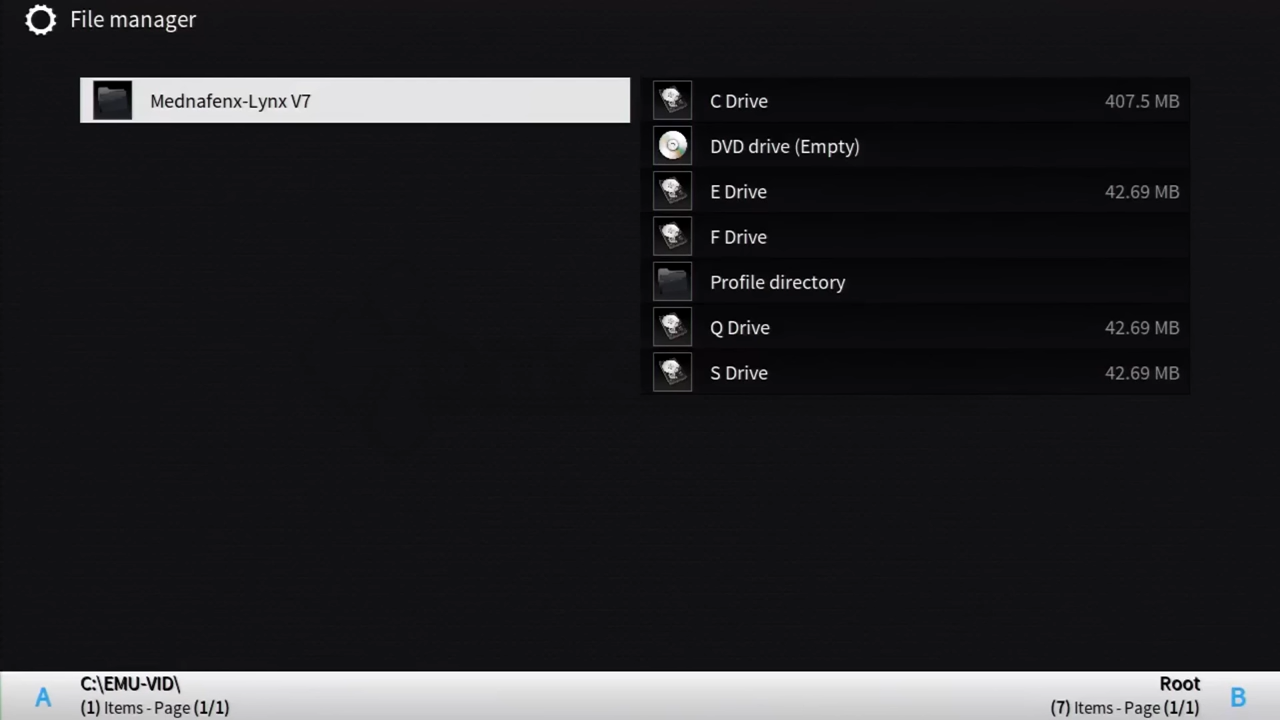 File manager
Mednafenx-Lynx V7
C Drive 407.5 MB
DVD drive (Empty)
E Drive 42.69 MB
F Drive
Profile directory
Q Drive 42.69 MB
S Drive 42.69 MB
A
C:\EMU-VID\
(1) Items - Page (1/1)
Root
(7) Items - Page (1/1)
B